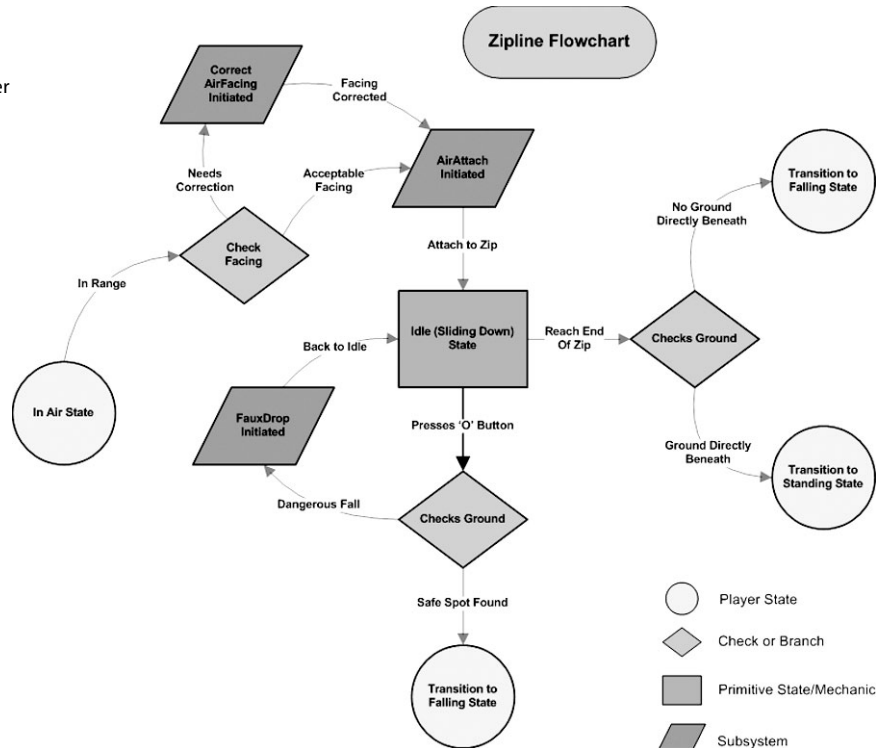 Zipline Flowchart
er
Correct
AirFacing
Initiated
Facing
Corrected
AirAttach
Initiated
Needs
Correction
Acceptable
Facing
Check
Facing
In Range
In Air State
Attach to Zip
Idle (Sliding Down)
State
Back to Idle
FauxDrop
Initiated
Dangerous Fall
Presses ‘O’ Button
Checks Ground
Safe Spot Found
Transition to
Falling State
Reach End
Of Zip
Checks Ground
No Ground
Directly Beneath
Transition to
Falling State
Ground Directly
Beneath
Transition to
Standing State
Player State
Check or Branch
Primitive State/Mechanic
Subsystem